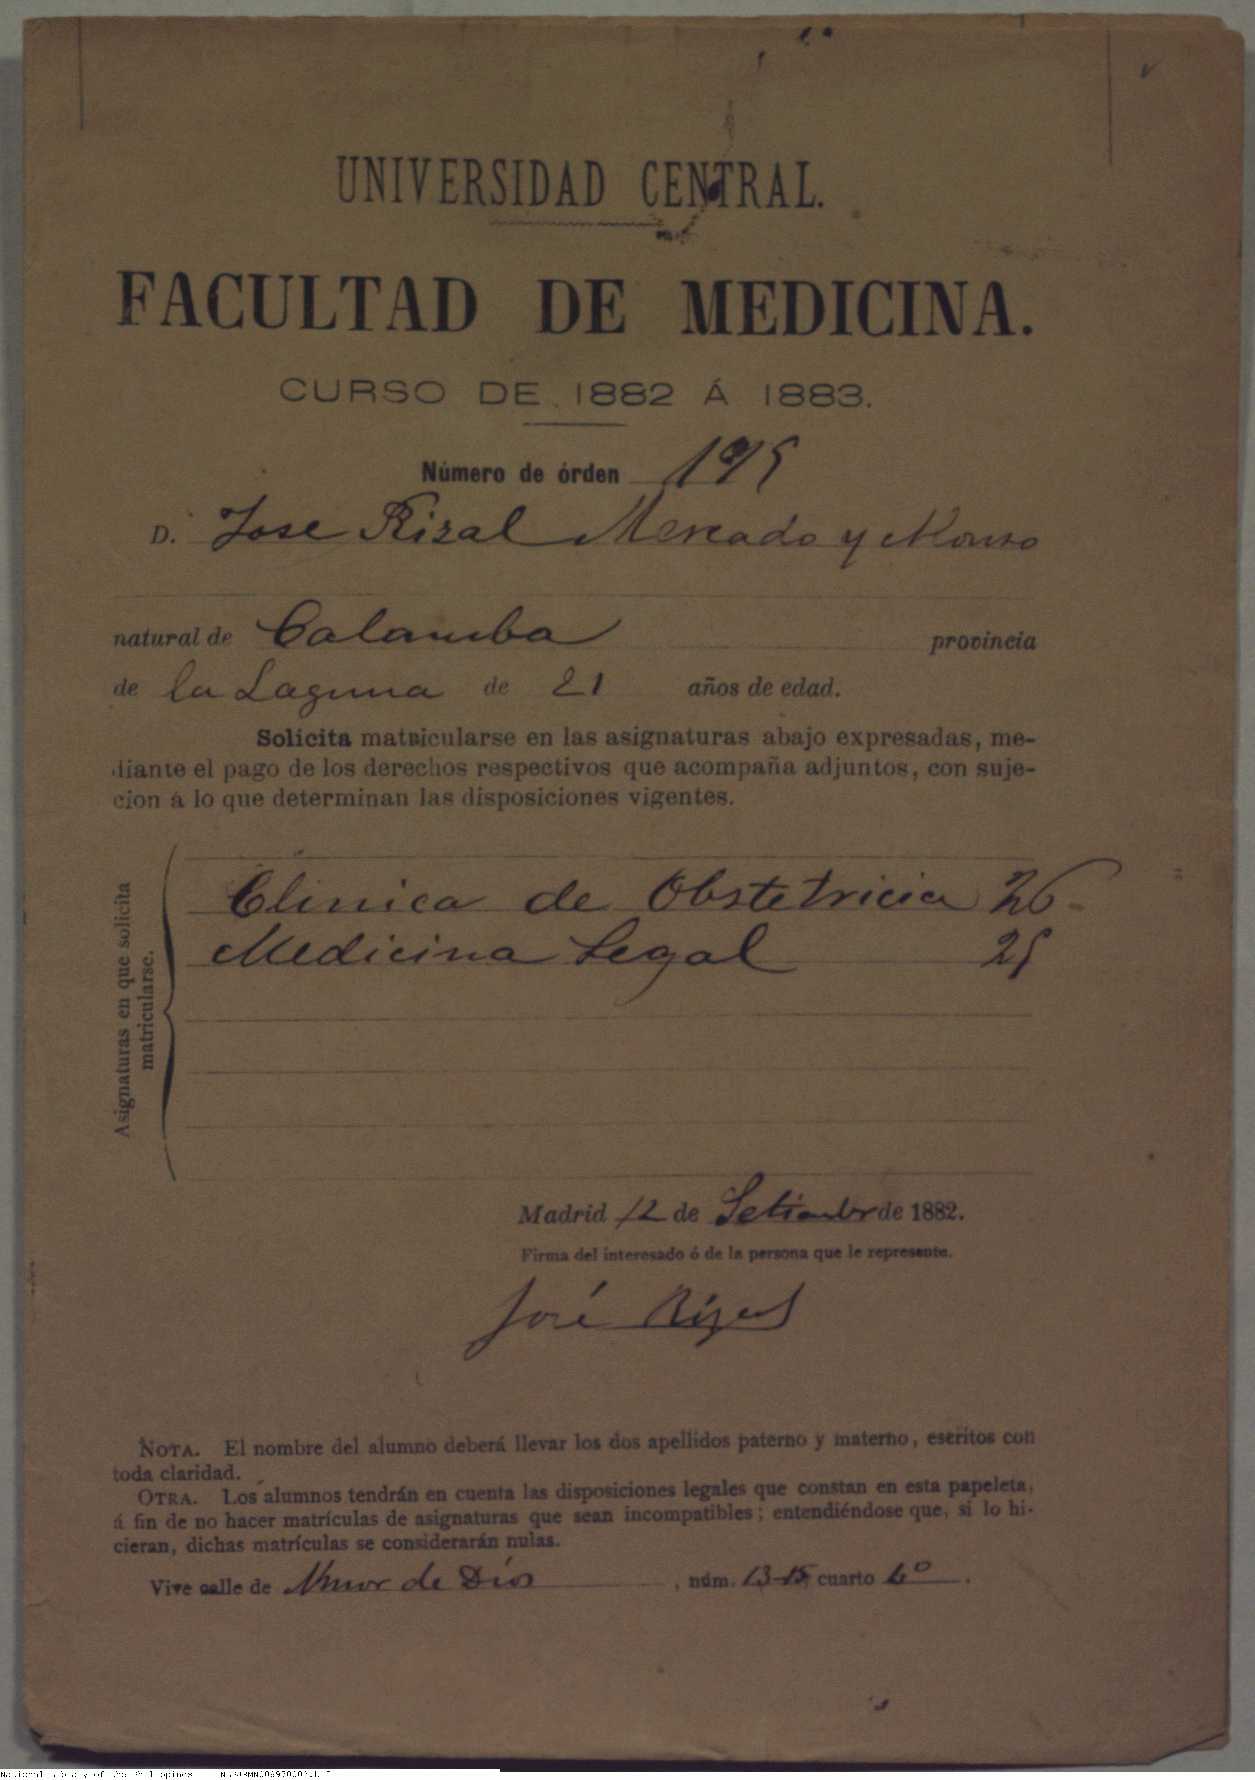 UNIVERSIDAD CENTRAL.
FACULTAD DE MEDICINA.
CURSO DE 1882 Á 1883.
Número de órden 195
D. Jose Rizal Mercado y Alonso
natural de Calamba provincia
de la Laguna de 21 años de edad.
Solicita matricularse en las asignaturas abajo expresadas, me-
diante el pago de los derechos respectivos que acompaña adjuntos, con suje-
cion á lo que determinan las disposiciones vigentes.
Asignaturas en que solicita
matricularse.
Clinica de Obstetricia 26
Medicina Legal 25
Madrid 12 de Setiembre de 1882.
Firma del interesado ó de la persona que le represente.
José Rizal
NOTA. El nombre del alumno deberá llevar los dos apellidos paterno y materno, escritos con
toda claridad.
OTRA. Los alumnos tendrán en cuenta las disposiciones legales que constan en esta papeleta,
á fin de no hacer matrículas de asignaturas que sean incompatibles; entendiéndose que, si lo hi-
cieran, dichas matrículas se considerarán nulas.
Vive calle de Amor de Dios, núm. 13-15 cuarto
National Library of the Philippines